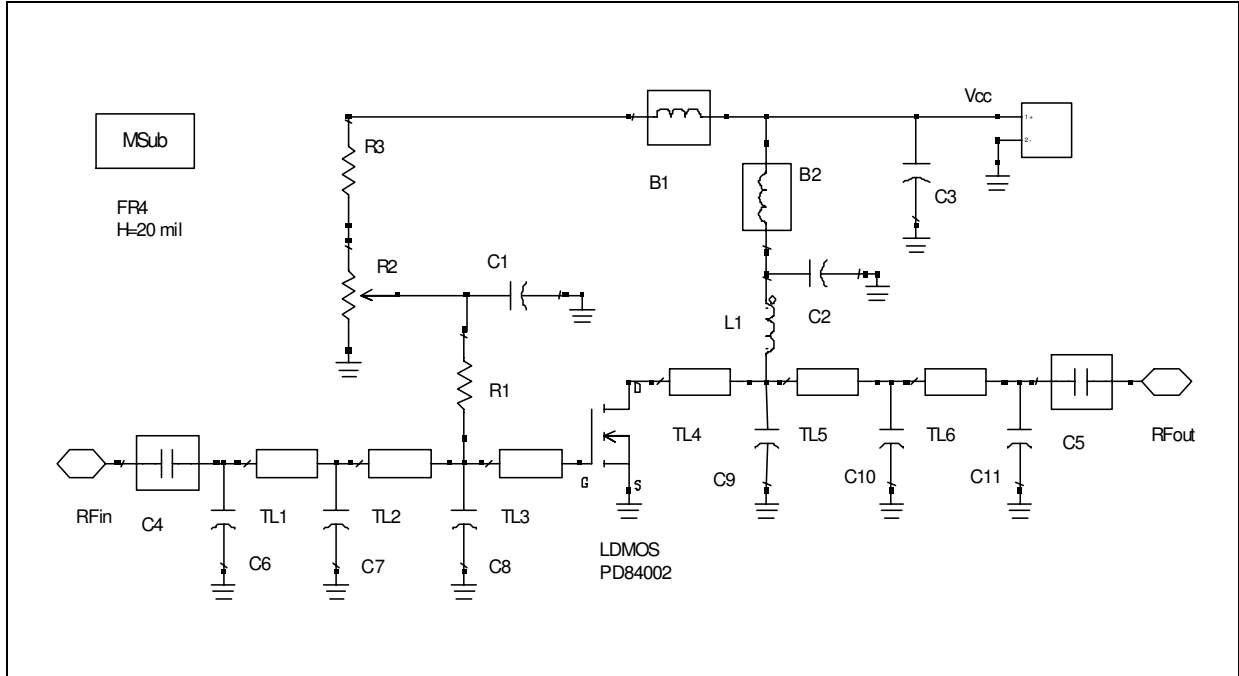 Vcc
1+
2-
MSub
R3
B1
B2
C3
FR4
H=20 mil
R2
C1
C2
L1
R1
D
TL4
TL5
TL6
C5
RFout
G
S
C9
C10
C11
RFin
C4
TL1
TL2
TL3
C6
C7
C8
LDMOS
PD84002